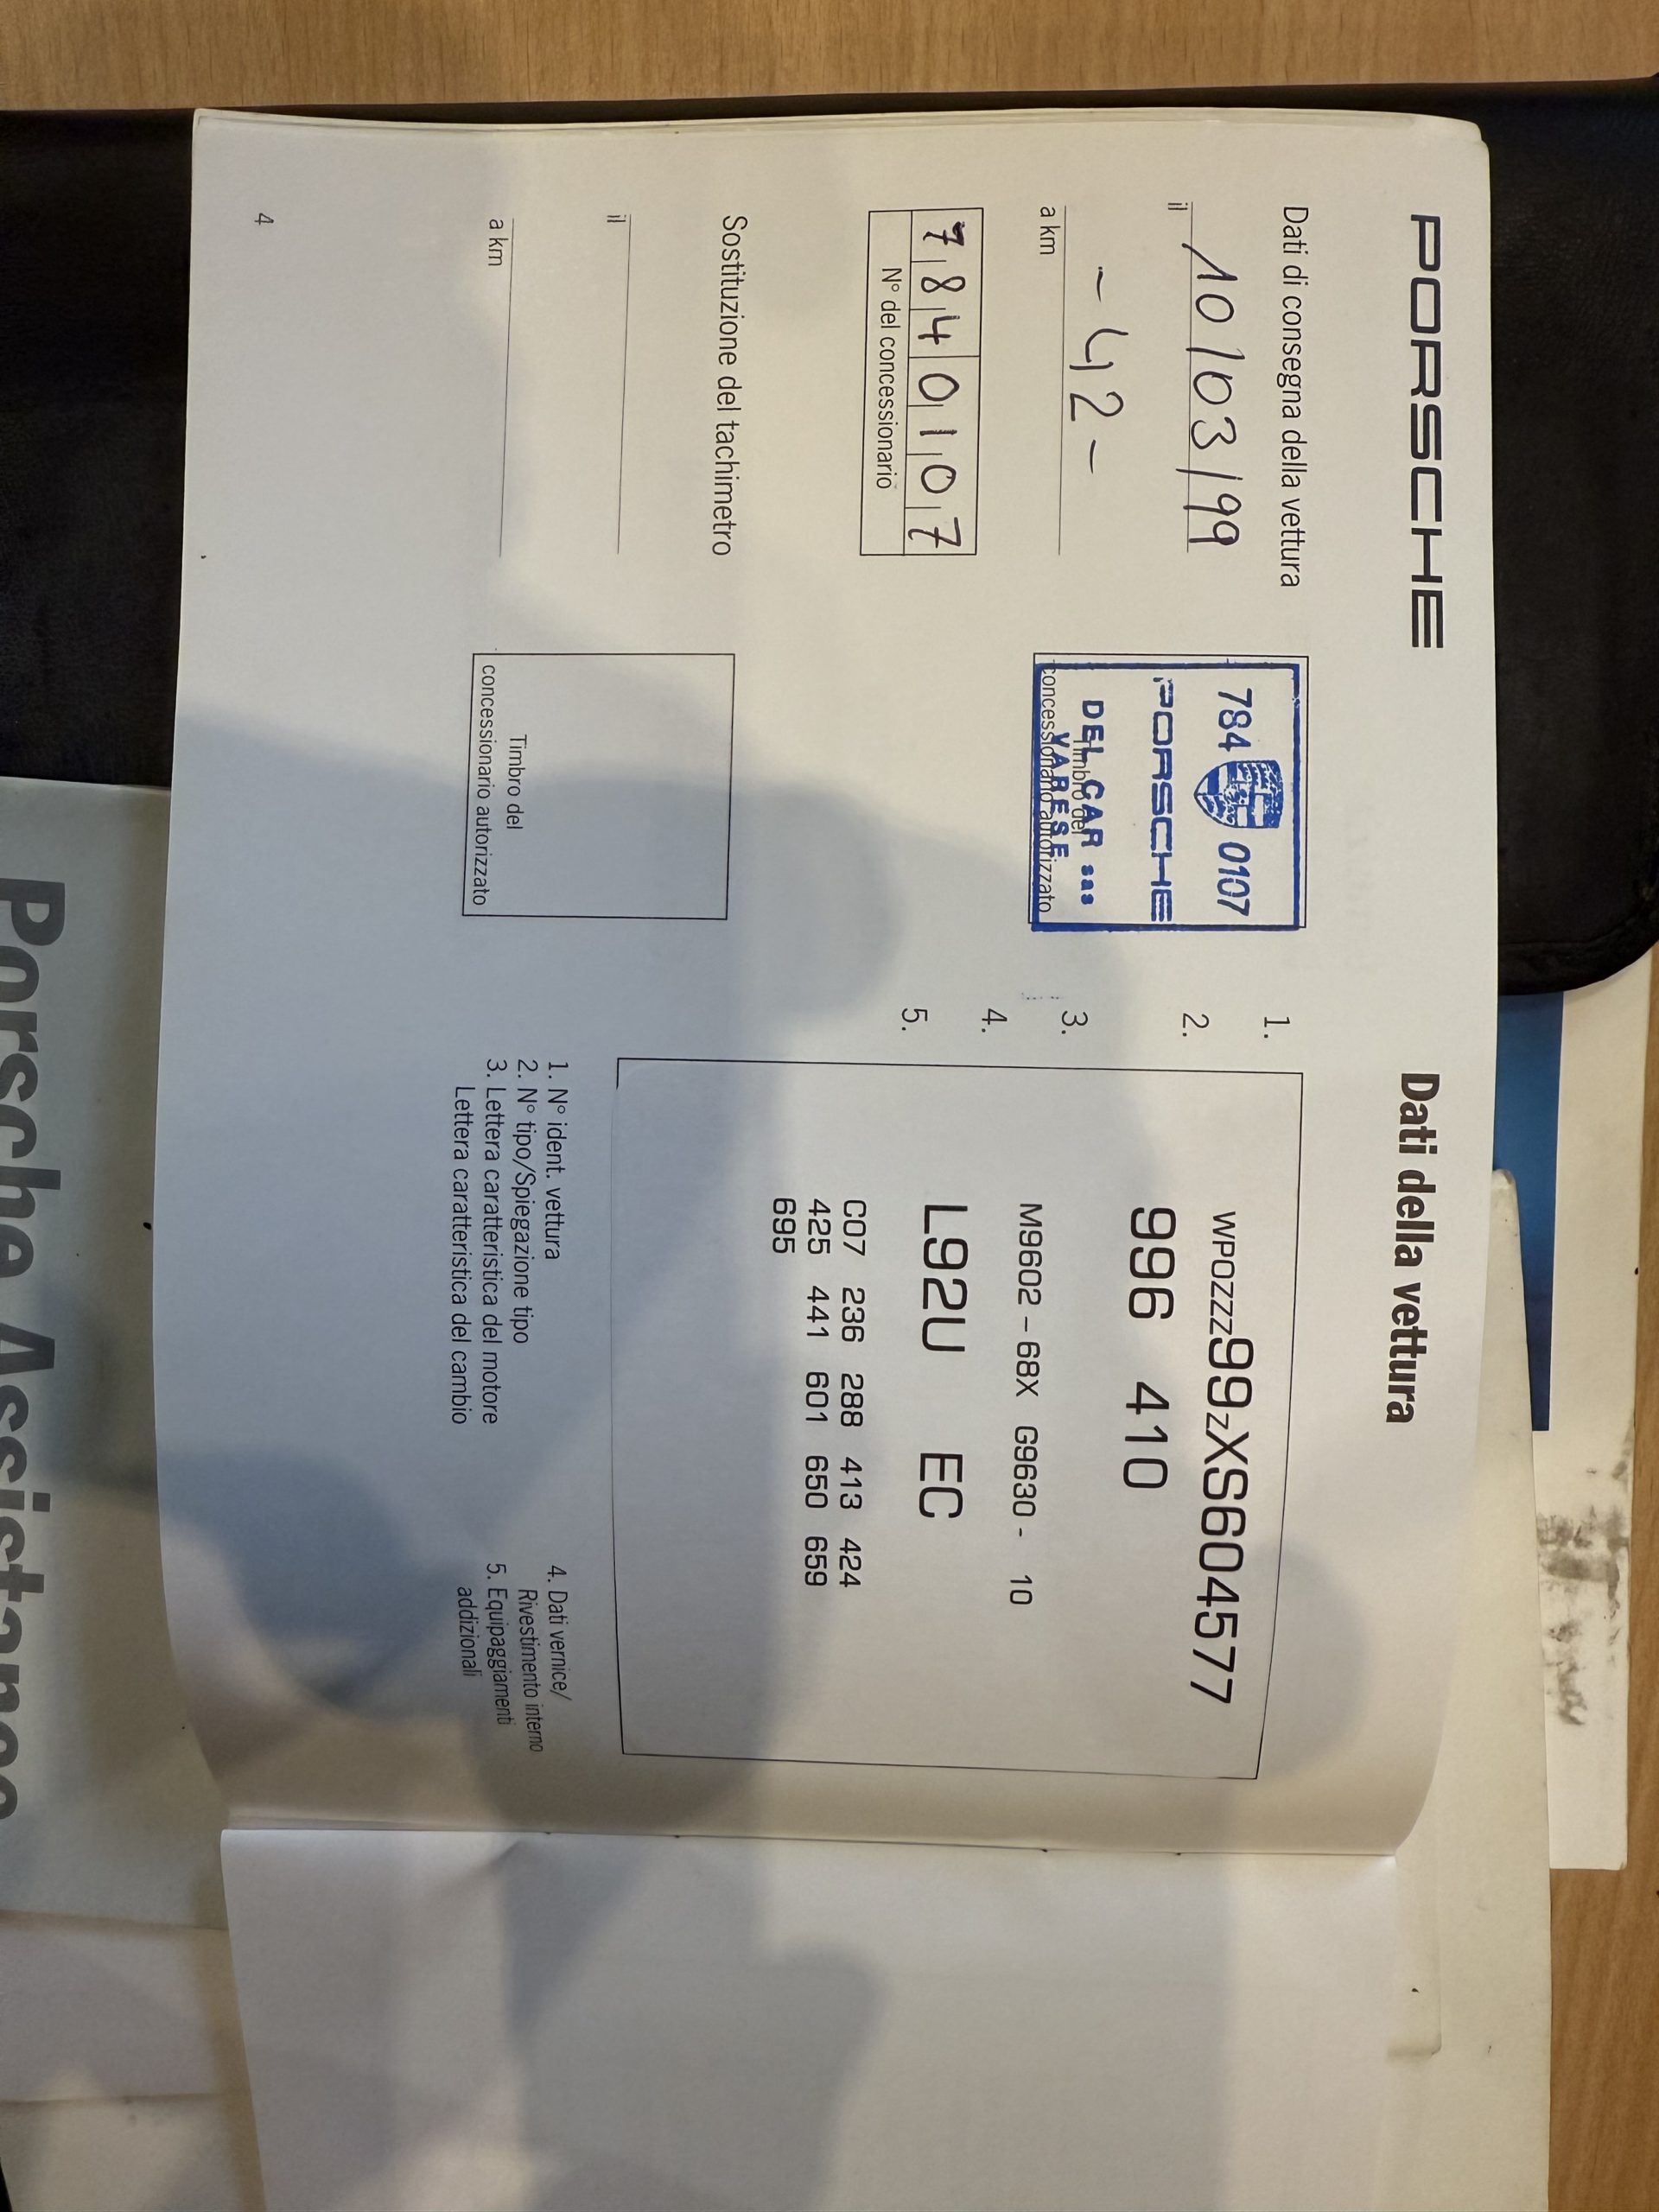 PORSCHE
Dati di consegna della vettura
il 10/03/99
a km - 42 -
7 8 4 0 1 0 7
N° del concessionario
784 0107
PORSCHE
DEL CAR sas
VARESE
Timbro del
concessionario autorizzato
Sostituzione del tachimetro
il
a km
Timbro del
concessionario autorizzato
4
Dati della vettura
1. WPOZZZ99ZXS604577
2. 996 410
3. M9602-68X G9630- 10
4. L92U EC
5. C07 236 288 413 424
425 441 601 650 659
695
1. N° ident. vettura
2. N° tipo/Spiegazione tipo
3. Lettera caratteristica del motore
Lettera caratteristica del cambio
4. Dati vernice/
Rivestimento interno
5. Equipaggiamenti
addizionali
Porsche Assistance